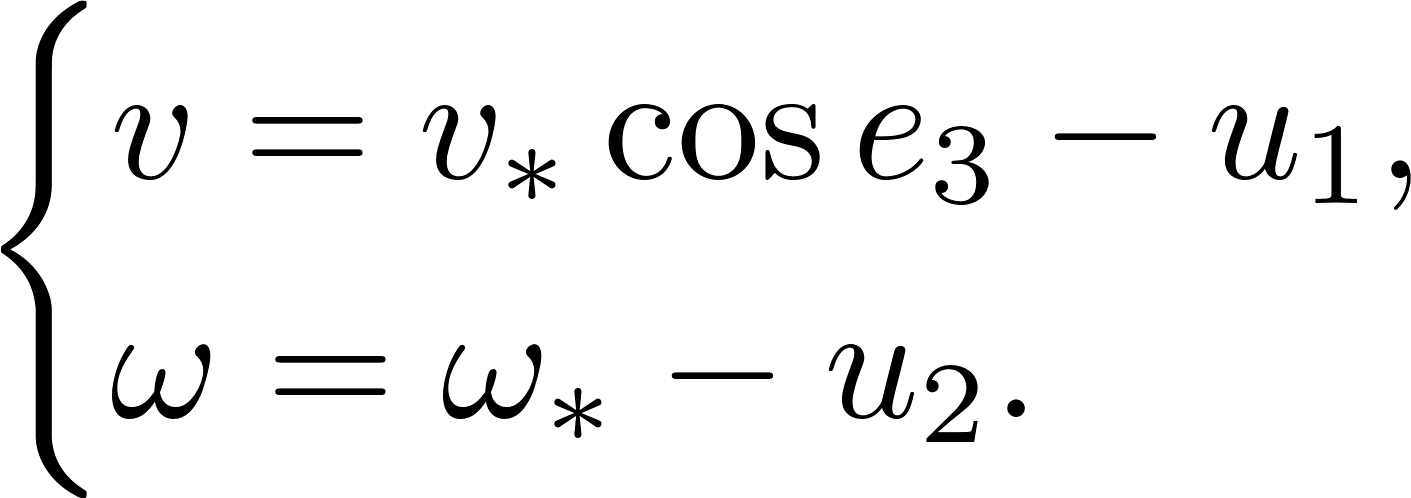 v = v_* cos e_3 − u_1,
ω = ω_* − u_2.